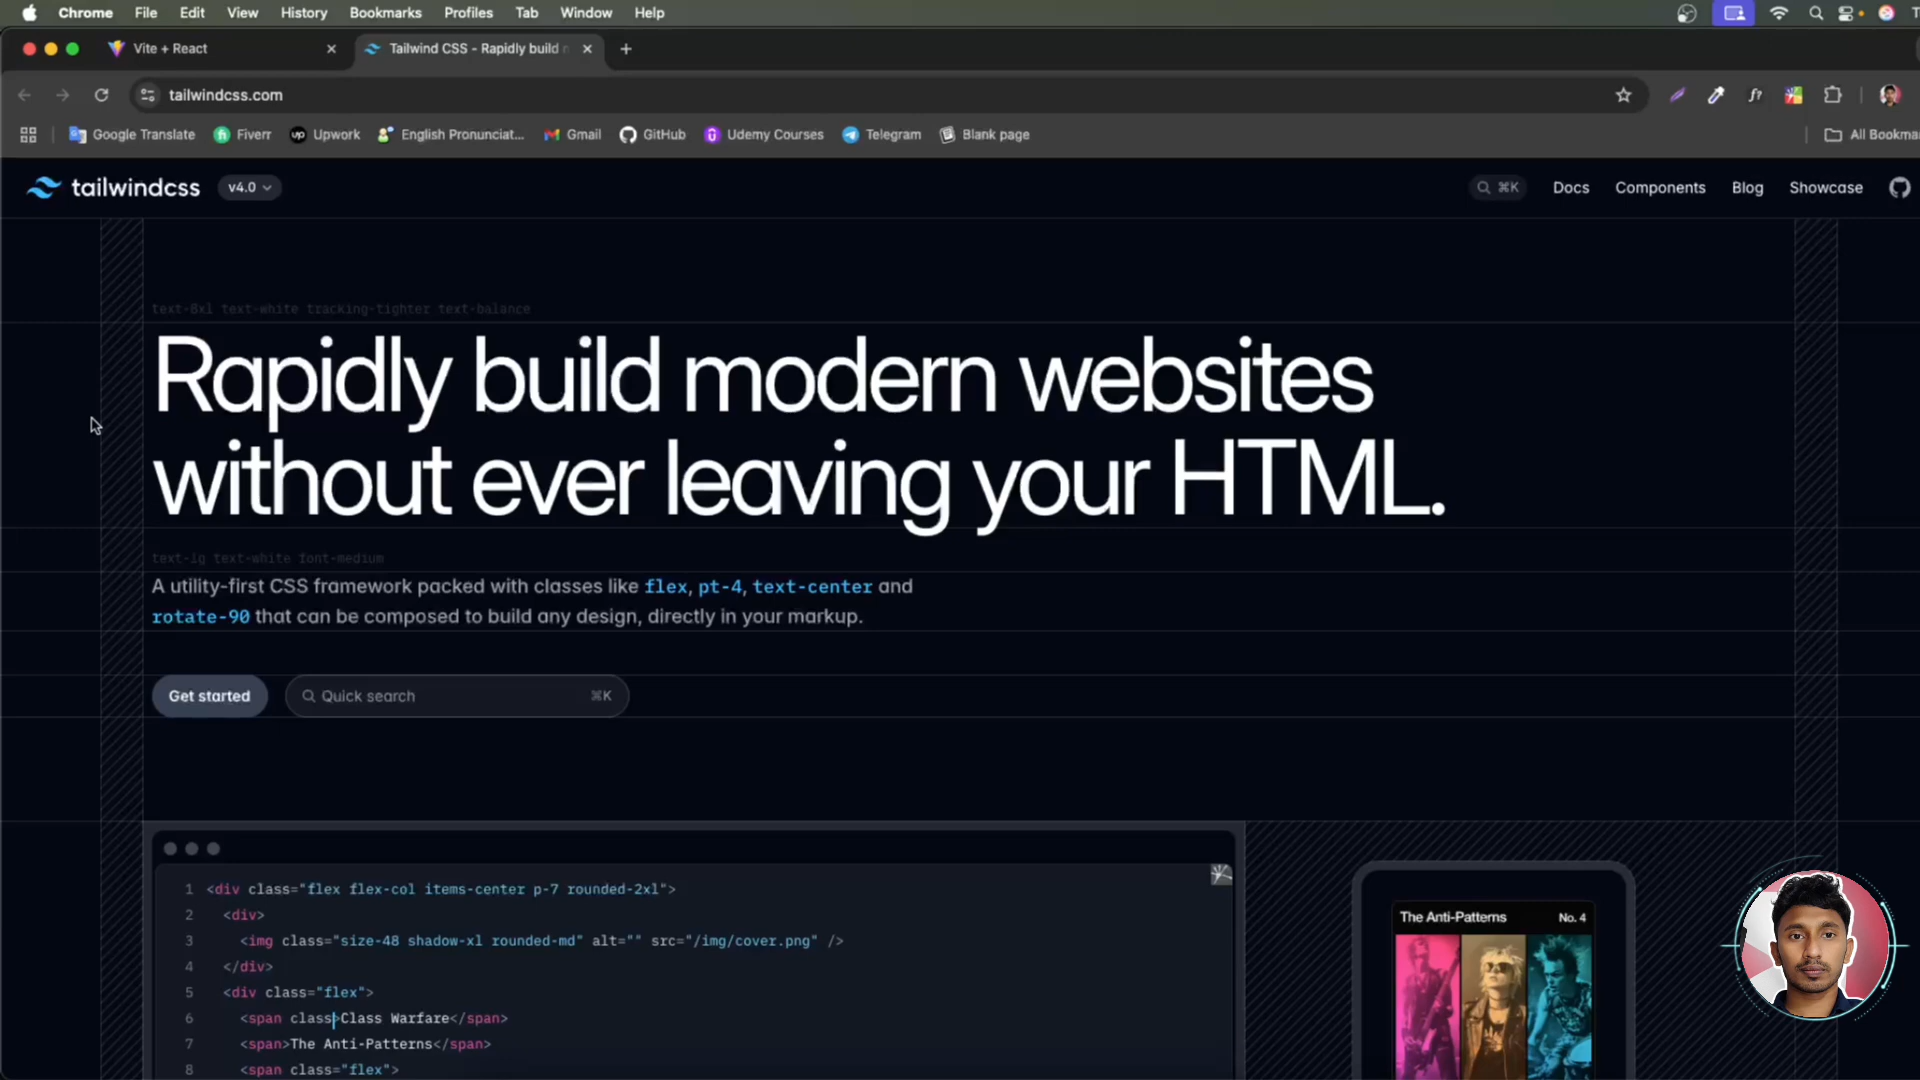 Chrome File Edit View History Bookmarks Profiles Tab Window Help
Vite + React
Tailwind CSS - Rapidly build
tailwindcss.com
Google Translate Fiverr Upwork English Pronunciat... Gmail GitHub Udemy Courses Telegram Blank page All Bookma
tailwindcss v4.0 ⌘K Docs Components Blog Showcase
text-8xl text-white tracking-tighter text-balance
Rapidly build modern websites
without ever leaving your HTML.
text-lg text-white font-medium
A utility-first CSS framework packed with classes like flex, pt-4, text-center and
rotate-90 that can be composed to build any design, directly in your markup.
Get started Quick search ⌘K
1 <div class="flex flex-col items-center p-7 rounded-2xl">
2 <div>
3 <img class="size-48 shadow-xl rounded-md" alt="" src="/img/cover.png" />
4 </div>
5 <div class="flex">
6 <span class>Class Warfare</span>
7 <span>The Anti-Patterns</span>
8 <span class="flex">
The Anti-Patterns No. 4